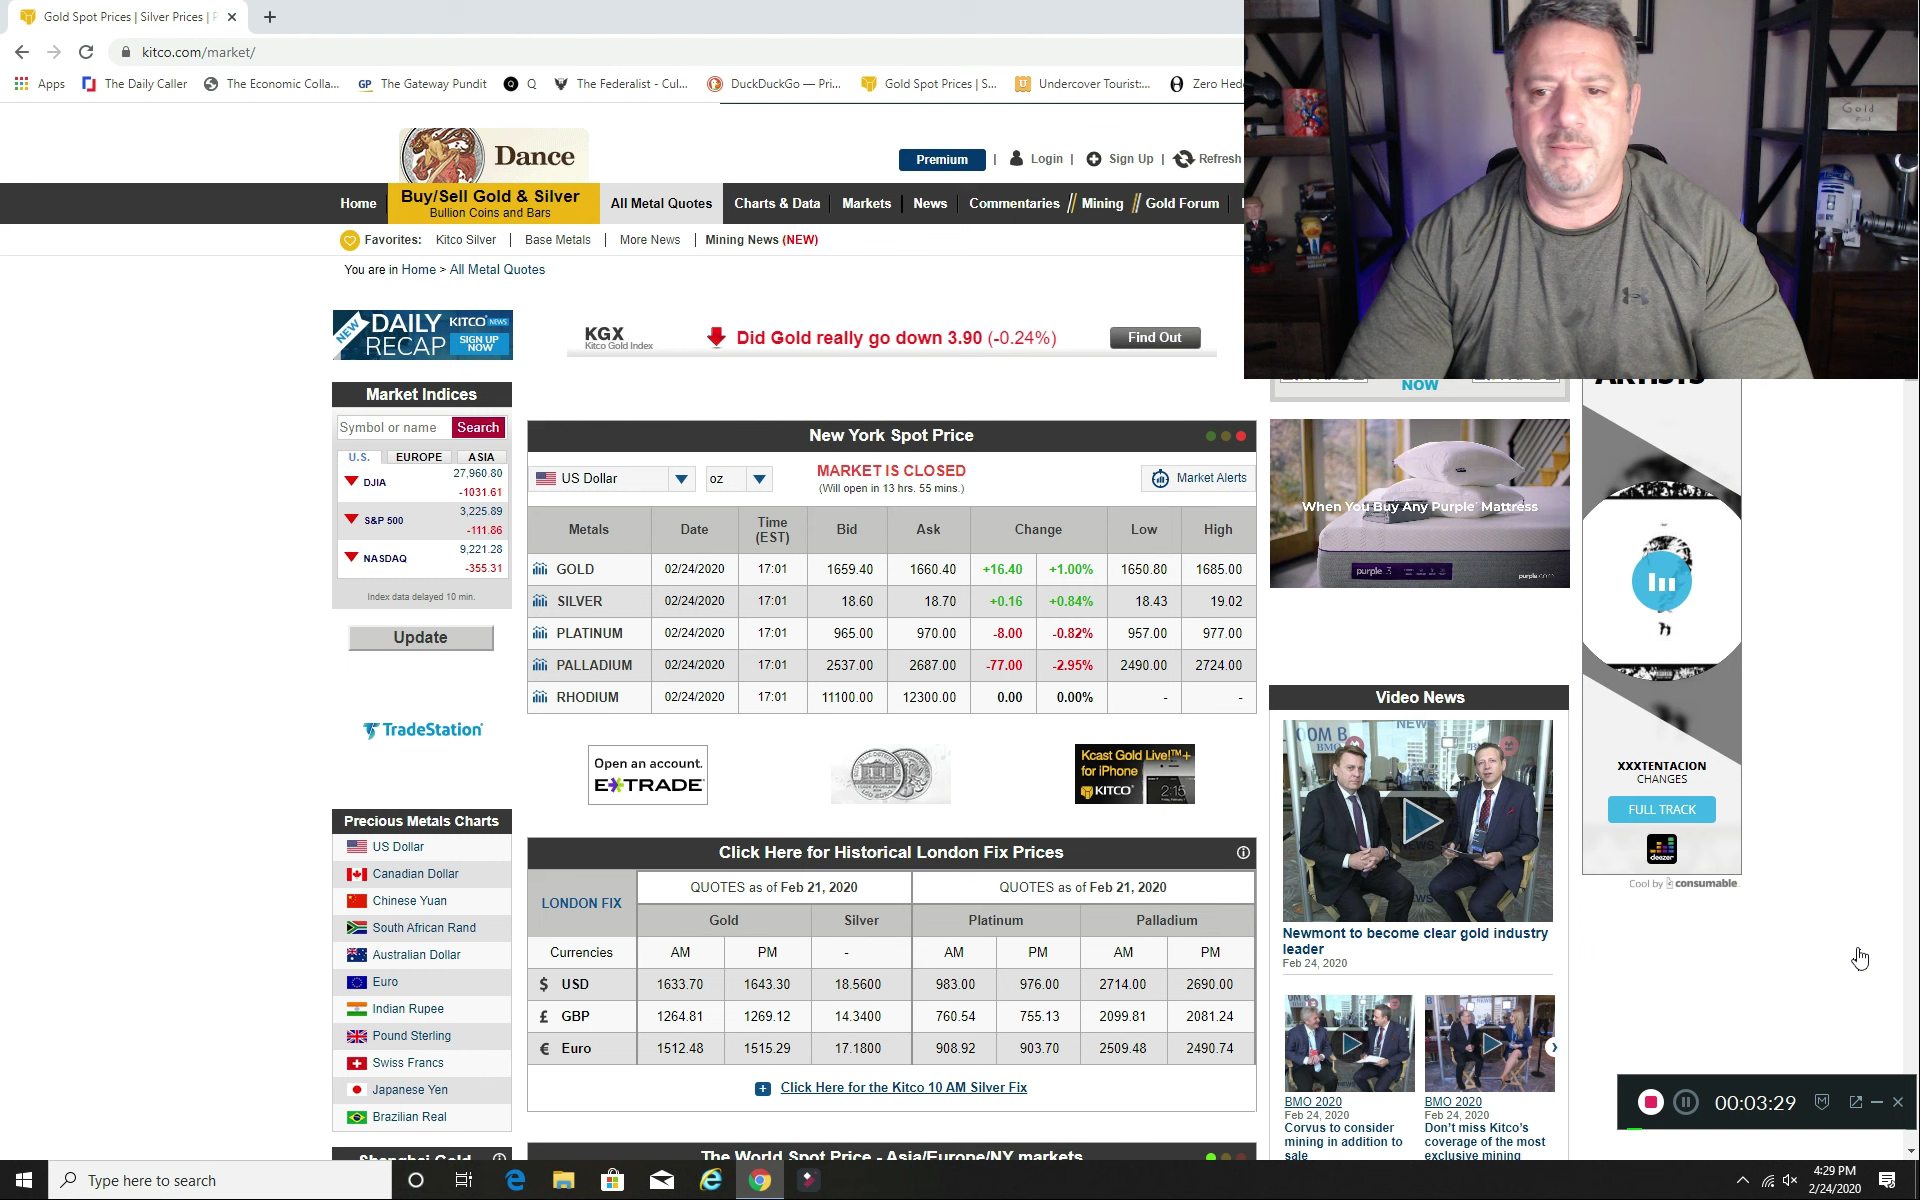 Gold Spot Prices | Silver Prices |
kitco.com/market/
Apps
The Daily Caller
The Economic Colla...
GP The Gateway Pundit
Q
The Federalist - Cul...
DuckDuckGo — Pri...
Gold Spot Prices | S...
Undercover Tourist:...
Zero Hed
Dance
Premium | Login | Sign Up | Refresh
Home
Buy/Sell Gold & Silver
Bullion Coins and Bars
All Metal Quotes
Charts & Data
Markets
News
Commentaries
Mining
Gold Forum
Favorites: Kitco Silver | Base Metals | More News | Mining News (NEW)
You are in Home > All Metal Quotes
NEW
DAILY RECAP
KITCO NEWS
SIGN UP NOW
KGX
Kitco Gold Index
Did Gold really go down 3.90 (-0.24%)
Find Out
Gold
NOW
ARTISTS
Market Indices
Symbol or name
Search
U.S. EUROPE ASIA
DJIA 27,960.80 -1031.61
S&P 500 3,225.89 -111.86
NASDAQ 9,221.28 -355.31
Index data delayed 10 min.
Update
TradeStation
New York Spot Price
US Dollar
oz
MARKET IS CLOSED
(Will open in 13 hrs. 55 mins.)
Market Alerts
Metals Date Time (EST) Bid Ask Change Low High
GOLD 02/24/2020 17:01 1659.40 1660.40 +16.40 +1.00% 1650.80 1685.00
SILVER 02/24/2020 17:01 18.60 18.70 +0.16 +0.84% 18.43 19.02
PLATINUM 02/24/2020 17:01 965.00 970.00 -8.00 -0.82% 957.00 977.00
PALLADIUM 02/24/2020 17:01 2537.00 2687.00 -77.00 -2.95% 2490.00 2724.00
RHODIUM 02/24/2020 17:01 11100.00 12300.00 0.00 0.00% - -
Open an account.
E*TRADE
Kcast Gold Live!™+
for iPhone
KITCO
2:15
When You Buy Any Purple Mattress
purple 3
purple.com
Precious Metals Charts
US Dollar
Canadian Dollar
Chinese Yuan
South African Rand
Australian Dollar
Euro
Indian Rupee
Pound Sterling
Swiss Francs
Japanese Yen
Brazilian Real
Shanghai Gold
Click Here for Historical London Fix Prices
LONDON FIX
QUOTES as of Feb 21, 2020
QUOTES as of Feb 21, 2020
Gold Silver Platinum Palladium
Currencies AM PM - AM PM AM PM
$ USD 1633.70 1643.30 18.5600 983.00 976.00 2714.00 2690.00
£ GBP 1264.81 1269.12 14.3400 760.54 755.13 2099.81 2081.24
€ Euro 1512.48 1515.29 17.1800 908.92 903.70 2509.48 2490.74
Click Here for the Kitco 10 AM Silver Fix
The World Spot Price - Asia/Europe/NY markets
Video News
NEWS
BMO
Newmont to become clear gold industry
leader
Feb 24, 2020
BMO 2020
Feb 24, 2020
Corvus to consider
mining in addition to
sale
BMO 2020
Feb 24, 2020
Don't miss Kitco's
coverage of the most
exclusive mining
XXXTENTACION
CHANGES
FULL TRACK
deezer
Cool by consumable
00:03:29
Type here to search
4:29 PM
2/24/2020